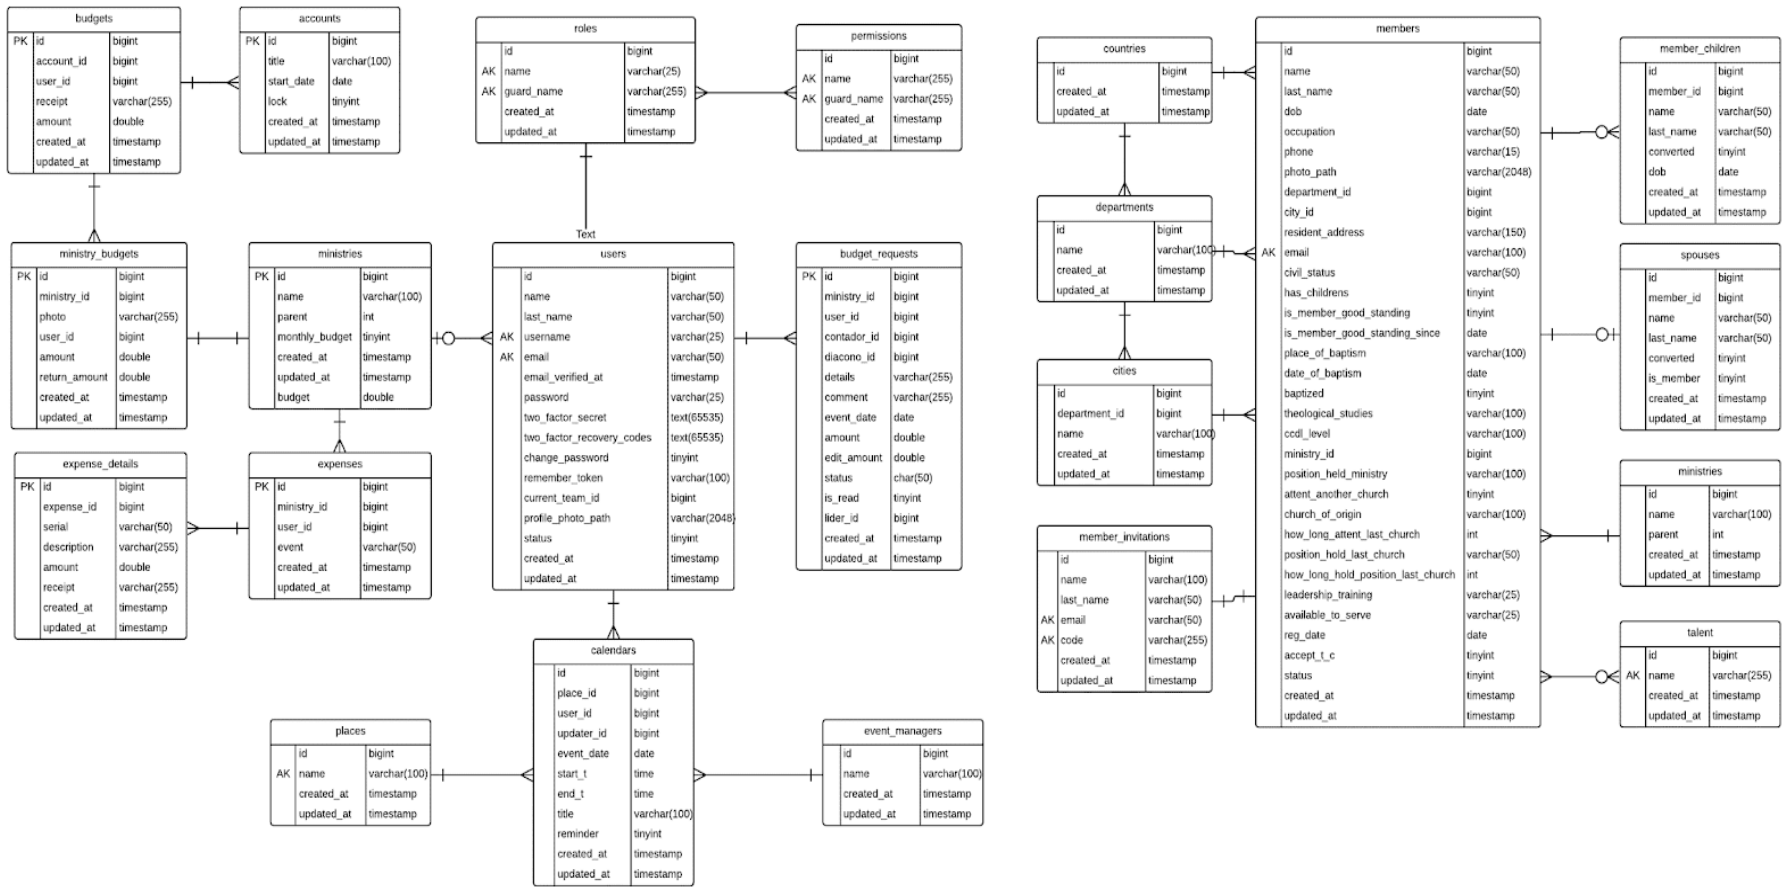 budgets
PK id bigint
account_id bigint
user_id bigint
receipt varchar(255)
amount double
created_at timestamp
updated_at timestamp
accounts
PK id bigint
title varchar(100)
start_date date
lock tinyint
created_at timestamp
updated_at timestamp
roles
id bigint
AK name varchar(25)
AK guard_name varchar(255)
created_at timestamp
updated_at timestamp
Text
permissions
id bigint
AK name varchar(255)
AK guard_name varchar(255)
created_at timestamp
updated_at timestamp
ministry_budgets
PK id bigint
ministry_id bigint
photo varchar(255)
user_id bigint
amount double
return_amount double
created_at timestamp
updated_at timestamp
ministries
PK id bigint
name varchar(100)
parent int
monthly_budget tinyint
created_at timestamp
updated_at timestamp
budget double
users
id bigint
name varchar(50)
last_name varchar(50)
AK username varchar(25)
AK email varchar(50)
email_verified_at timestamp
password varchar(25)
two_factor_secret text(65535)
two_factor_recovery_codes text(65535)
change_password tinyint
remember_token varchar(100)
current_team_id bigint
profile_photo_path varchar(2048)
status tinyint
created_at timestamp
updated_at timestamp
budget_requests
PK id bigint
ministry_id bigint
user_id bigint
contador_id bigint
diacono_id bigint
details varchar(255)
comment varchar(255)
event_date date
amount double
edit_amount double
status char(50)
is_read tinyint
lider_id bigint
created_at timestamp
updated_at timestamp
expense_details
PK id bigint
expense_id bigint
serial varchar(50)
description varchar(255)
amount double
receipt varchar(255)
created_at timestamp
updated_at timestamp
expenses
PK id bigint
ministry_id bigint
user_id bigint
event varchar(50)
created_at timestamp
updated_at timestamp
calendars
id bigint
place_id bigint
user_id bigint
updater_id bigint
event_date date
start_t time
end_t time
title varchar(100)
reminder tinyint
created_at timestamp
updated_at timestamp
places
id bigint
AK name varchar(100)
created_at timestamp
updated_at timestamp
event_managers
id bigint
name varchar(100)
created_at timestamp
updated_at timestamp
countries
id bigint
created_at timestamp
updated_at timestamp
departments
id bigint
name varchar(100)
created_at timestamp
updated_at timestamp
cities
id bigint
department_id bigint
name varchar(100)
created_at timestamp
updated_at timestamp
member_invitations
id bigint
name varchar(100)
last_name varchar(50)
AK email varchar(50)
AK code varchar(255)
created_at timestamp
updated_at timestamp
members
id bigint
name varchar(50)
last_name varchar(50)
dob date
occupation varchar(50)
phone varchar(15)
photo_path varchar(2048)
department_id bigint
city_id bigint
resident_address varchar(150)
AK email varchar(100)
civil_status varchar(50)
has_childrens tinyint
is_member_good_standing tinyint
is_member_good_standing_since date
place_of_baptism varchar(100)
date_of_baptism date
baptized tinyint
theological_studies varchar(100)
ccdl_level varchar(100)
ministry_id bigint
position_held_ministry varchar(100)
attent_another_church tinyint
church_of_origin varchar(100)
how_long_attent_last_church int
position_hold_last_church varchar(50)
how_long_hold_position_last_church int
leadership_training varchar(25)
available_to_serve varchar(25)
reg_date date
accept_t_c tinyint
status tinyint
created_at timestamp
updated_at timestamp
member_children
id bigint
member_id bigint
name varchar(50)
last_name varchar(50)
converted tinyint
dob date
created_at timestamp
updated_at timestamp
spouses
id bigint
member_id bigint
name varchar(50)
last_name varchar(50)
converted tinyint
is_member tinyint
created_at timestamp
updated_at timestamp
ministries
id bigint
name varchar(100)
parent int
created_at timestamp
updated_at timestamp
talent
id bigint
AK name varchar(255)
created_at timestamp
updated_at timestamp